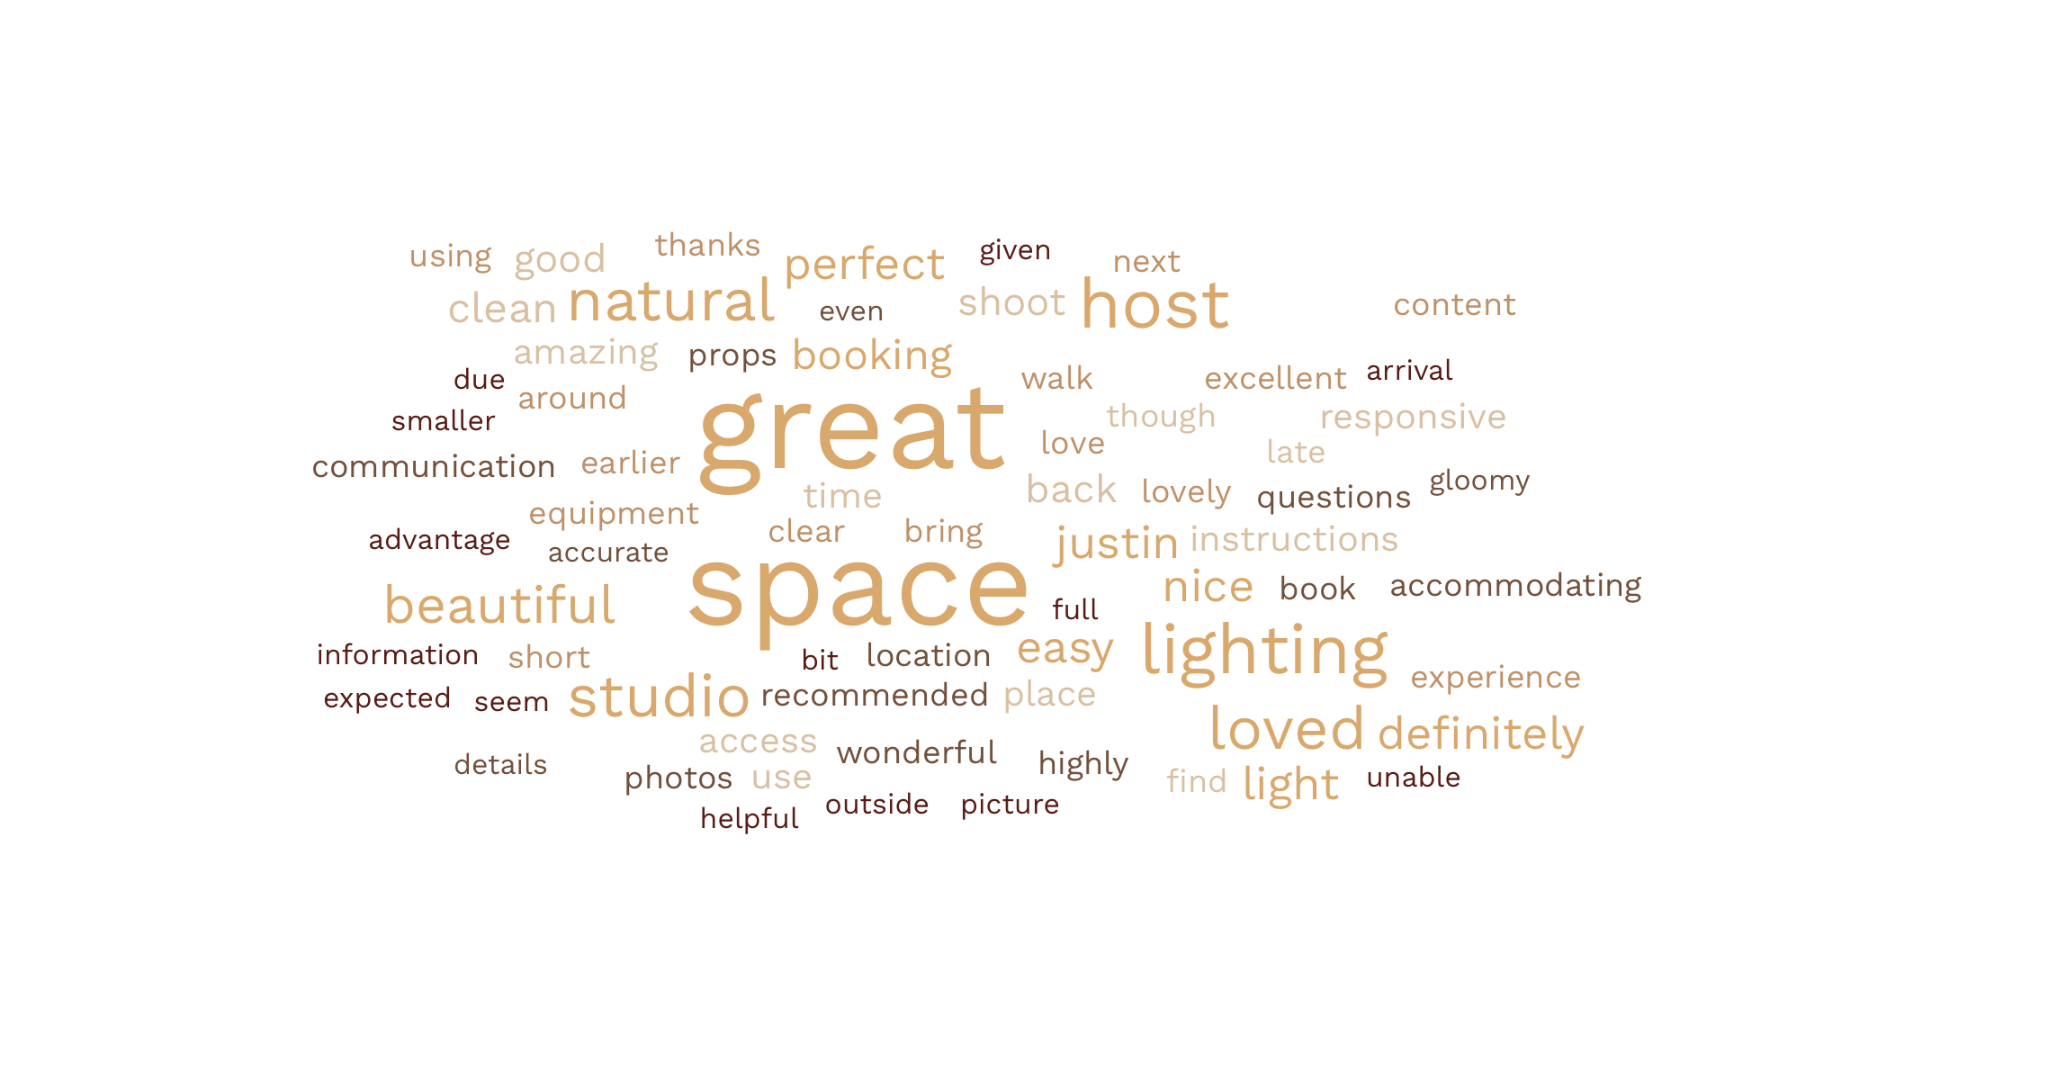 using good thanks perfect given next
clean natural even shoot host content
amazing props booking
due around walk excellent arrival
smaller great though responsive
communication earlier love late
time back lovely questions gloomy
equipment clear bring
advantage accurate justin instructions
beautiful space full nice book accommodating
information short bit location easy lighting
expected seem studio recommended place experience
access loved definitely
details photos use wonderful highly find light unable
helpful outside picture